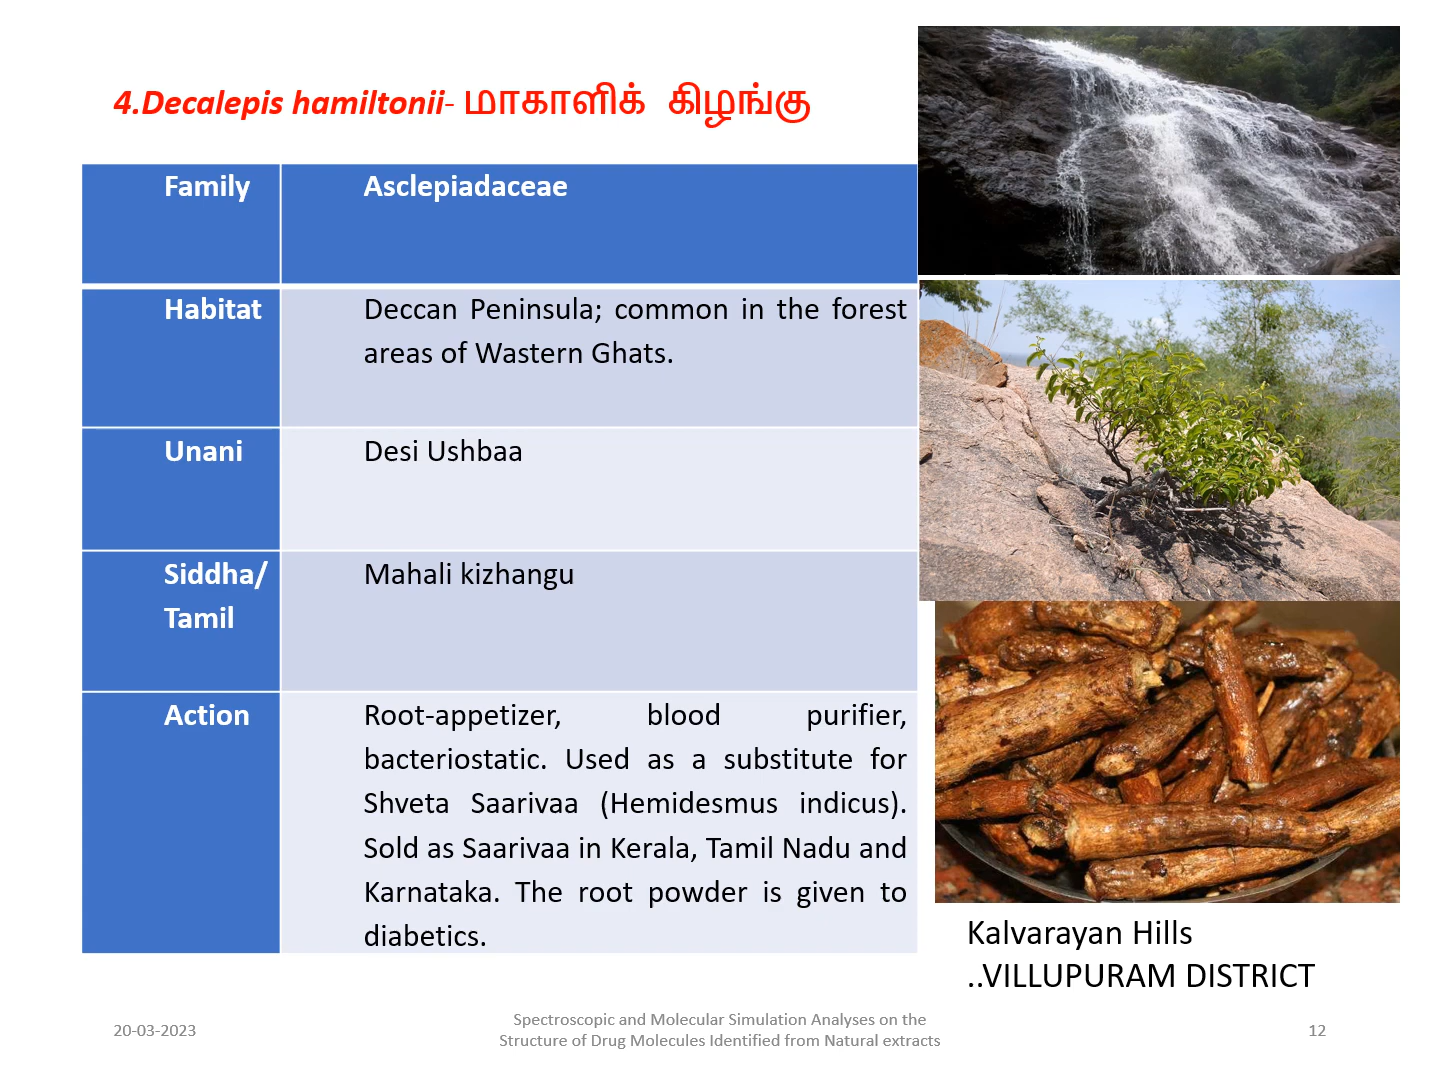 4.Decalepis hamiltonii- மாகாளிக் கிழங்கு
Family
Asclepiadaceae
Habitat
Deccan Peninsula; common in the forest
areas of Wastern Ghats.
Unani
Desi Ushbaa
Siddha/
Tamil
Mahali kizhangu
Action
Root-appetizer, blood purifier,
bacteriostatic. Used as a substitute for
Shveta Saarivaa (Hemidesmus indicus).
Sold as Saarivaa in Kerala, Tamil Nadu and
Karnataka. The root powder is given to
diabetics.
Kalvarayan Hills
..VILLUPURAM DISTRICT
20-03-2023
Spectroscopic and Molecular Simulation Analyses on the
Structure of Drug Molecules Identified from Natural extracts
12